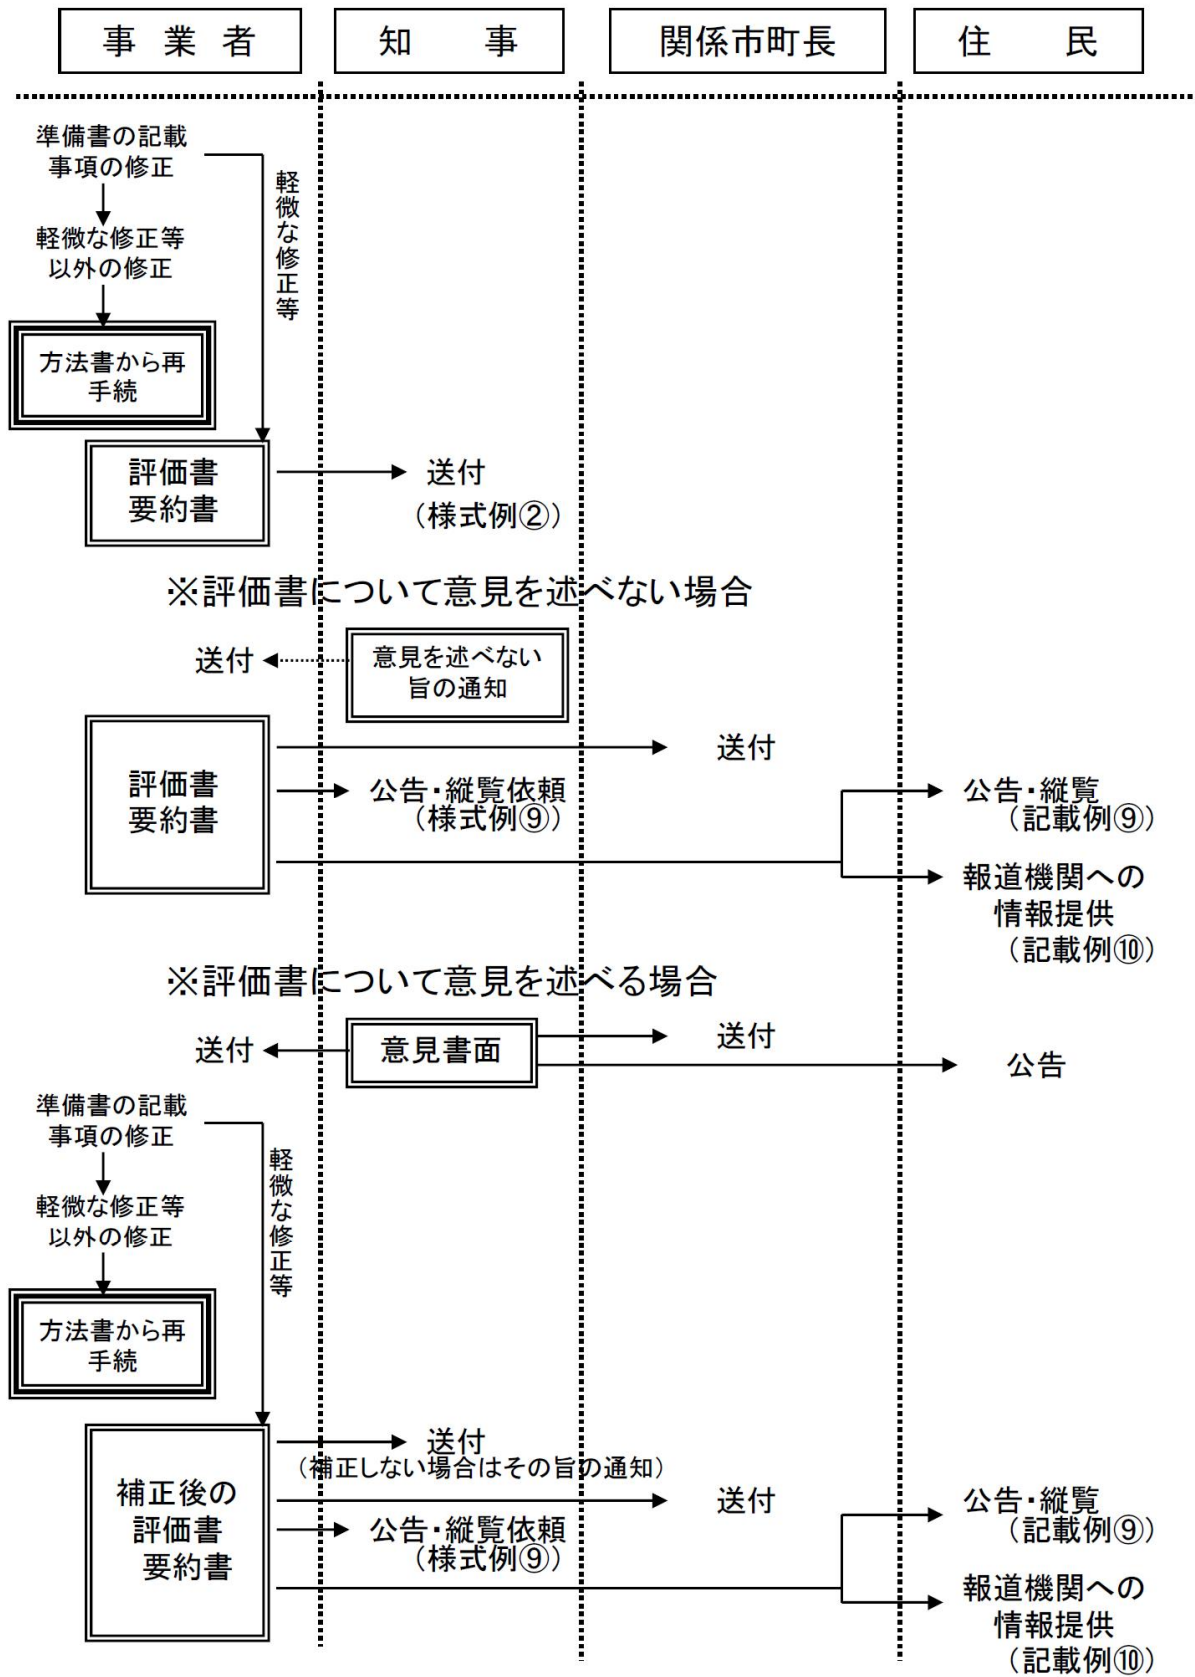 事 業 者
知 事
関係市町長
住 民
準備書の記載
事項の修正
軽微な修正等
軽微な修正等
以外の修正
方法書から再
手続
評価書
要約書
送付
(様式例②)
※評価書について意見を述べない場合
送付
意見を述べない
旨の通知
評価書
要約書
送付
公告・縦覧依頼
(様式例⑨)
公告・縦覧
(記載例⑨)
報道機関への
情報提供
(記載例⑩)
※評価書について意見を述べる場合
送付
意見書面
送付
公告
準備書の記載
事項の修正
軽微な修正等
軽微な修正等
以外の修正
方法書から再
手続
補正後の
評価書
要約書
送付
(補正しない場合はその旨の通知)
送付
公告・縦覧依頼
(様式例⑨)
公告・縦覧
(記載例⑨)
報道機関への
情報提供
(記載例⑩)